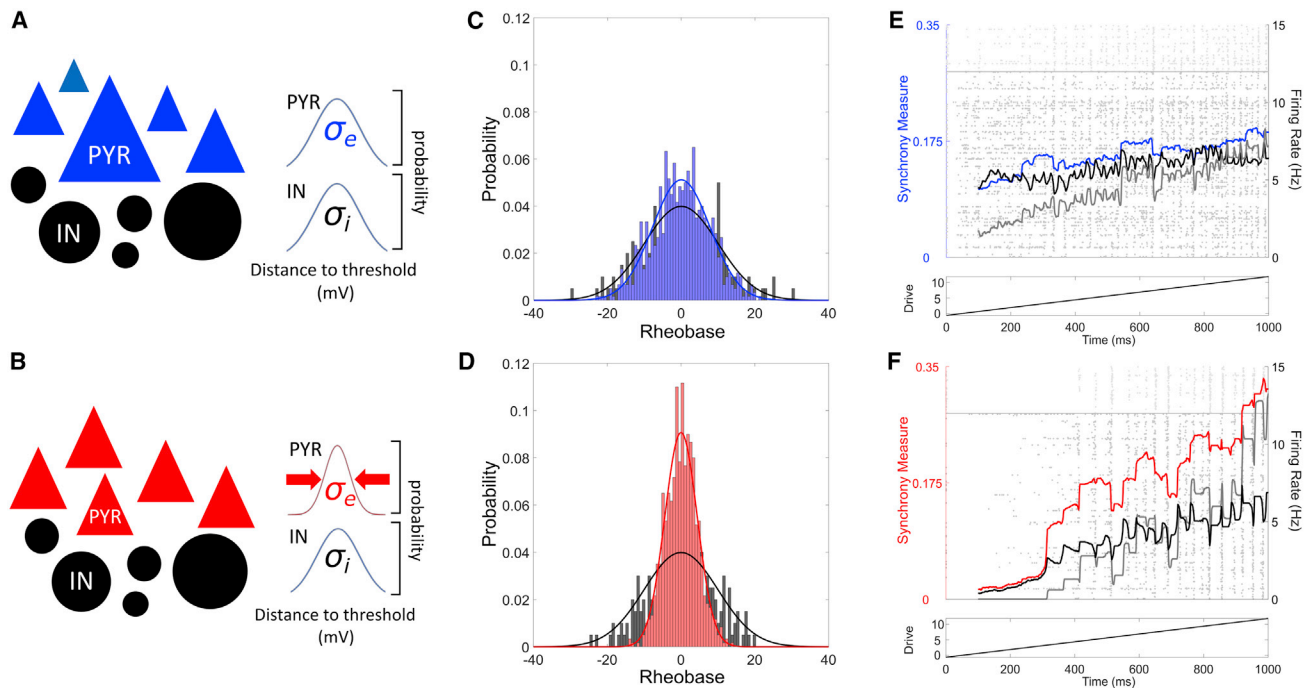 A
PYR
IN
PYR
σe
IN
σi
probability
Distance to threshold
(mV)
C
0.12
0.1
0.08
0.06
0.04
0.02
0
Probability
-40
-20
0
20
40
Rheobase
E
0.35
0.175
0
Synchrony Measure
15
10
5
0
Firing Rate (Hz)
Drive
10
5
0
0
200
400
600
800
1000
Time (ms)
B
PYR
IN
PYR
σe
IN
σi
probability
Distance to threshold
(mV)
D
0.12
0.1
0.08
0.06
0.04
0.02
0
Probability
-40
-20
0
20
40
Rheobase
F
0.35
0.175
0
Synchrony Measure
15
10
5
0
Firing Rate (Hz)
Drive
10
5
0
0
200
400
600
800
1000
Time (ms)